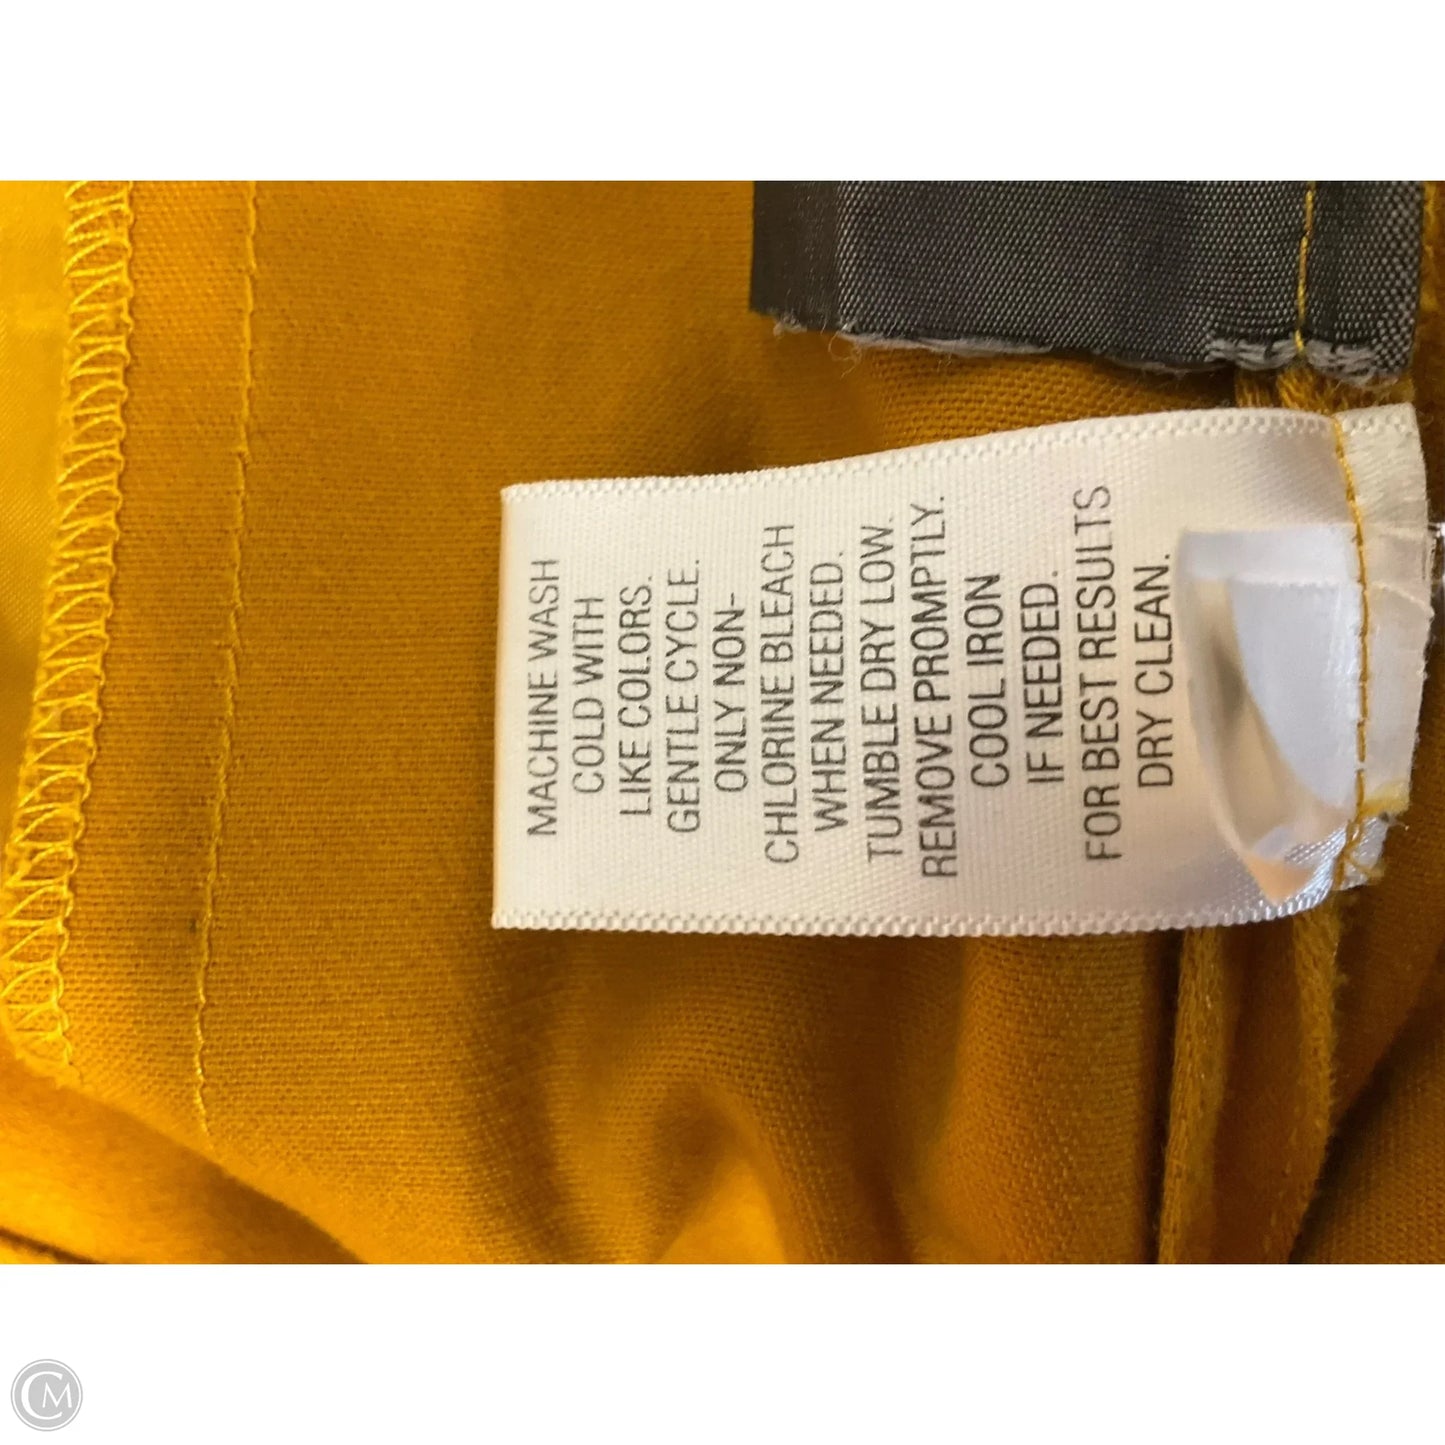 MACHINE WASH
COLD WITH
LIKE COLORS.
GENTLE CYCLE.
ONLY NON-
CHLORINE BLEACH
WHEN NEEDED.
TUMBLE DRY LOW.
REMOVE PROMPTLY.
COOL IRON
IF NEEDED.
FOR BEST RESULTS
DRY CLEAN.
CM